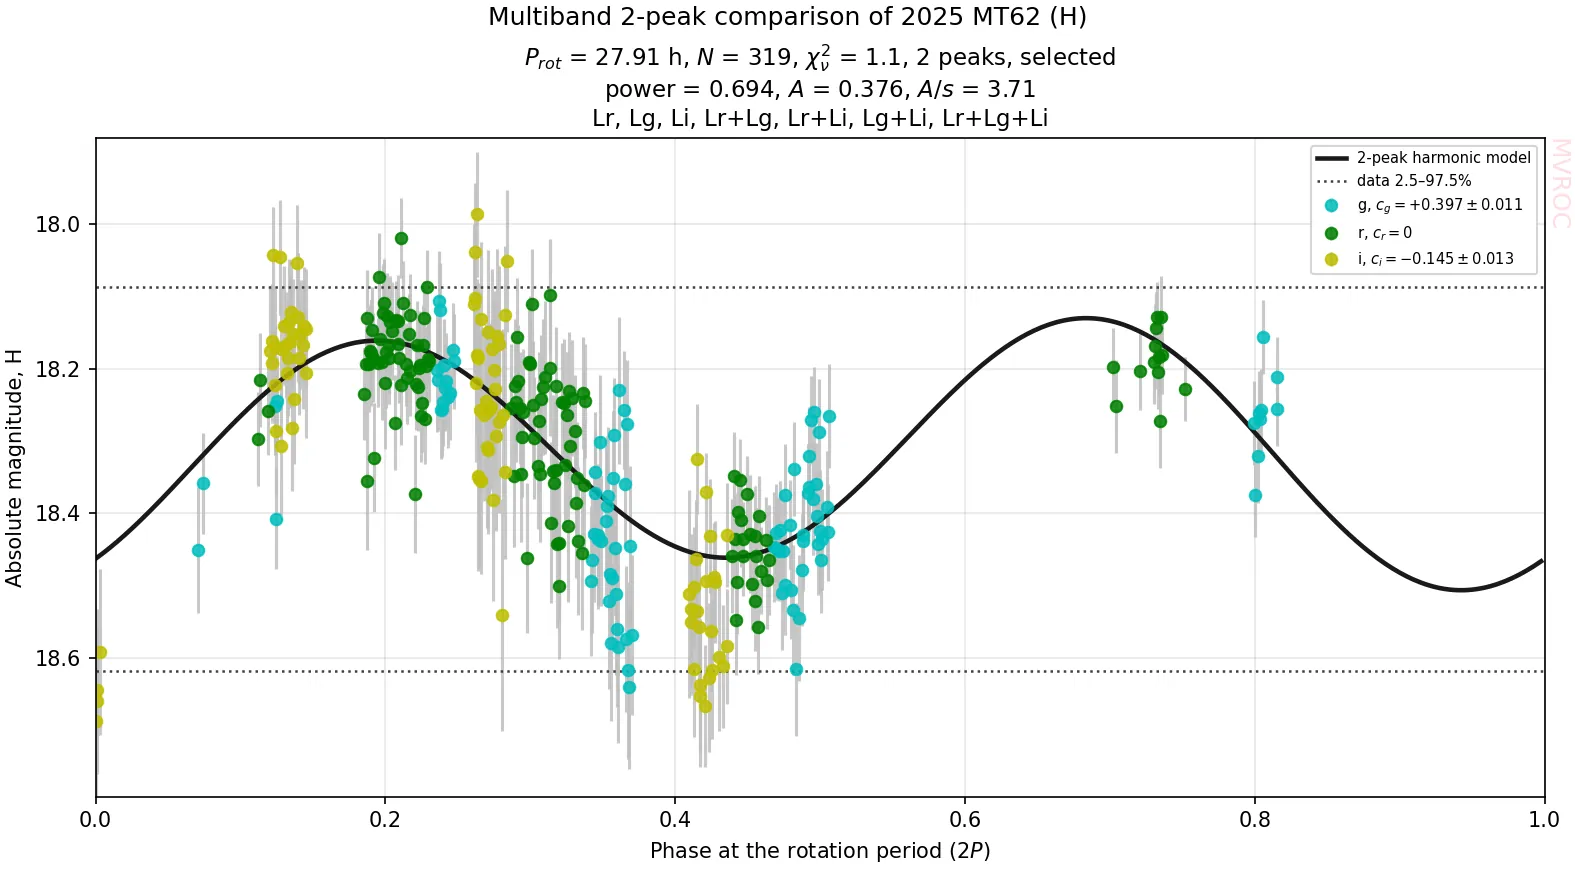 Multiband 2-peak comparison of 2025 MT62 (H)
P_rot = 27.91 h, N = 319, χ²_ν = 1.1, 2 peaks, selected
power = 0.694, A = 0.376, A/s = 3.71
Lr, Lg, Li, Lr+Lg, Lr+Li, Lg+Li, Lr+Lg+Li
2-peak harmonic model
data 2.5–97.5%
g, c_g = +0.397 ± 0.011
r, c_r = 0
i, c_i = −0.145 ± 0.013
MVROC
Absolute magnitude, H
18.0
18.2
18.4
18.6
0.0 0.2 0.4 0.6 0.8 1.0
Phase at the rotation period (2P)